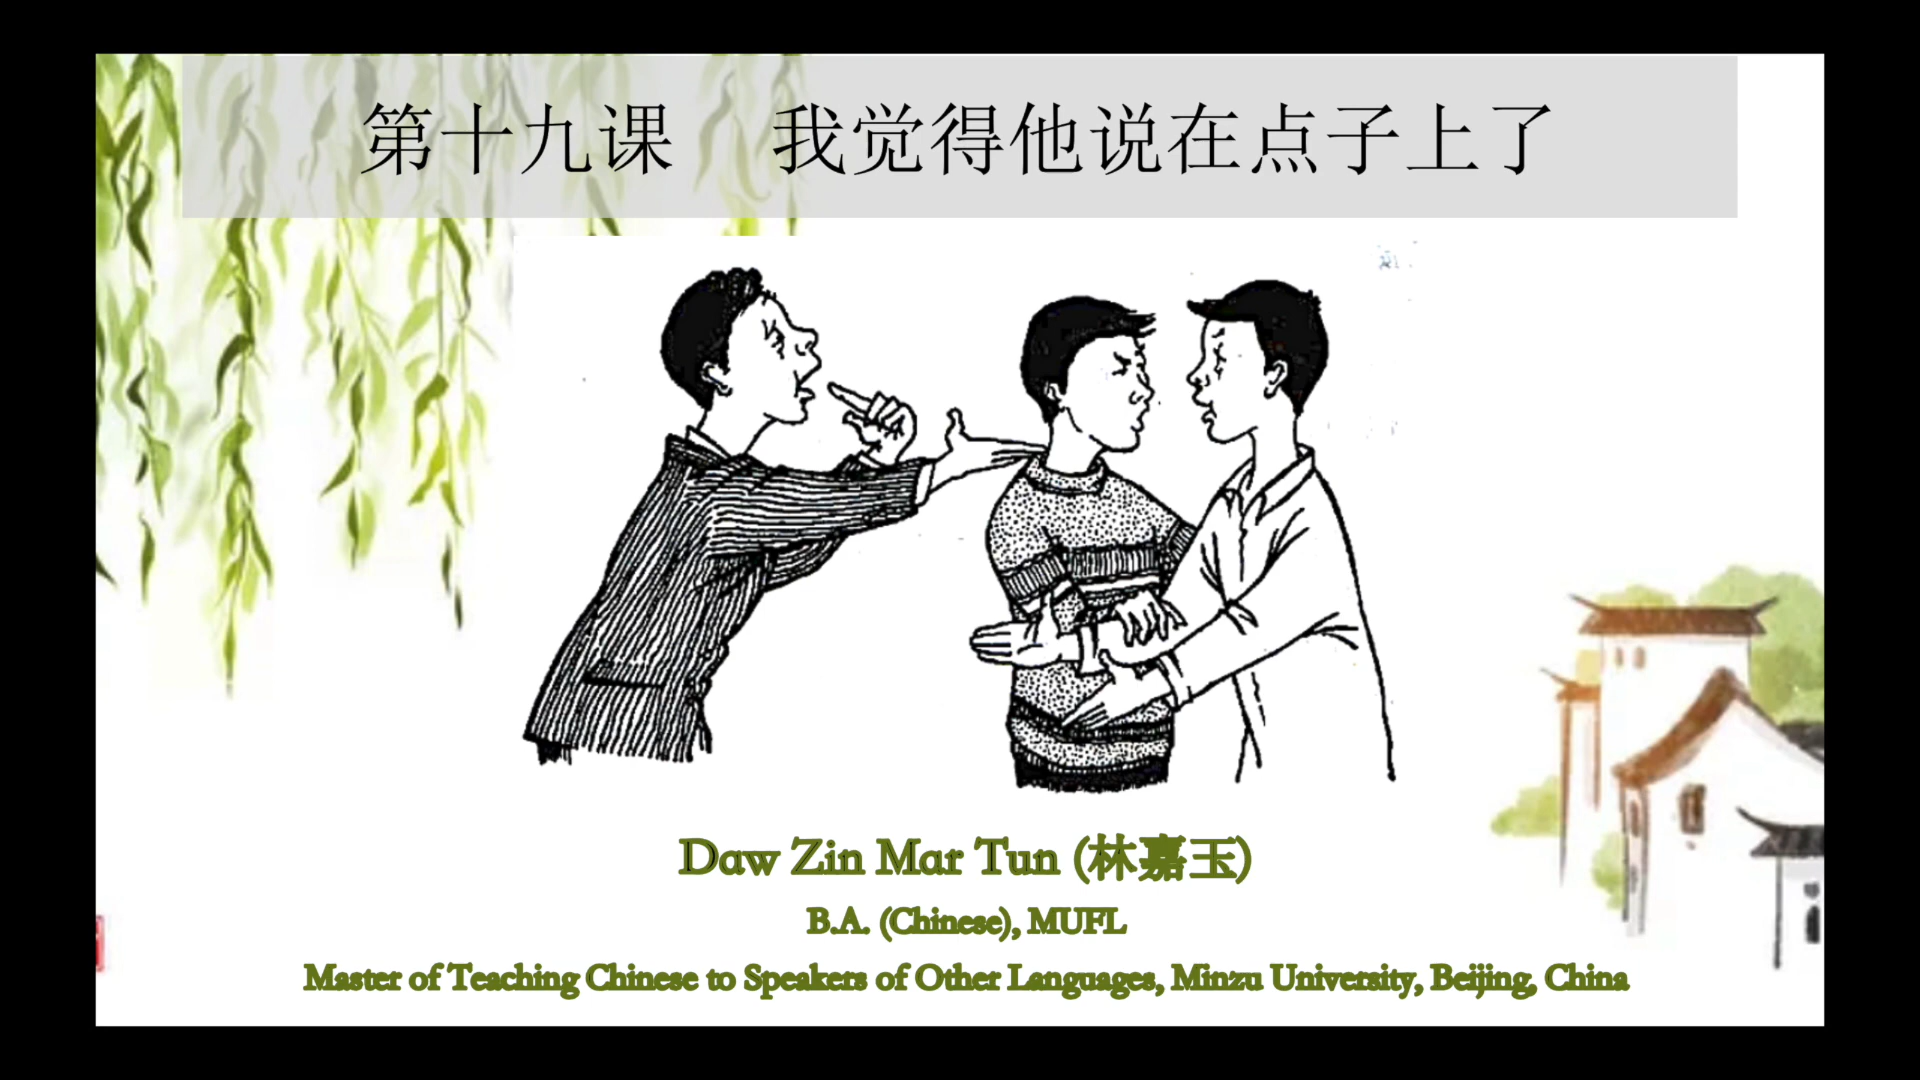 第十九课 我觉得他说在点子上了
Daw Zin Mar Tun (林嘉玉)
B.A. (Chinese), MUFL
Master of Teaching Chinese to Speakers of Other Languages, Minzu University, Beijing, China